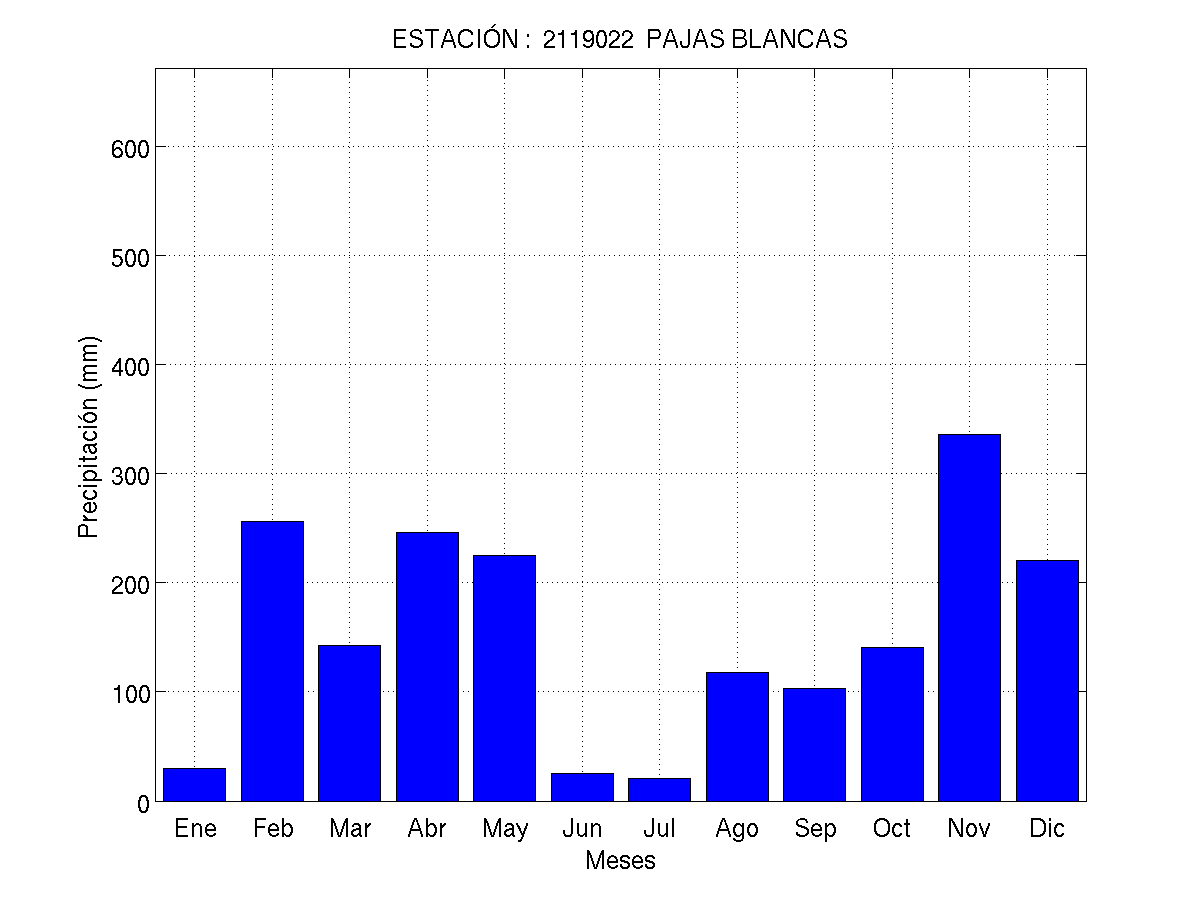 ESTACIÓN : 2119022 PAJAS BLANCAS
600
500
400
300
200
100
0
Precipitación (mm)
Ene Feb Mar Abr May Jun Jul Ago Sep Oct Nov Dic
Meses